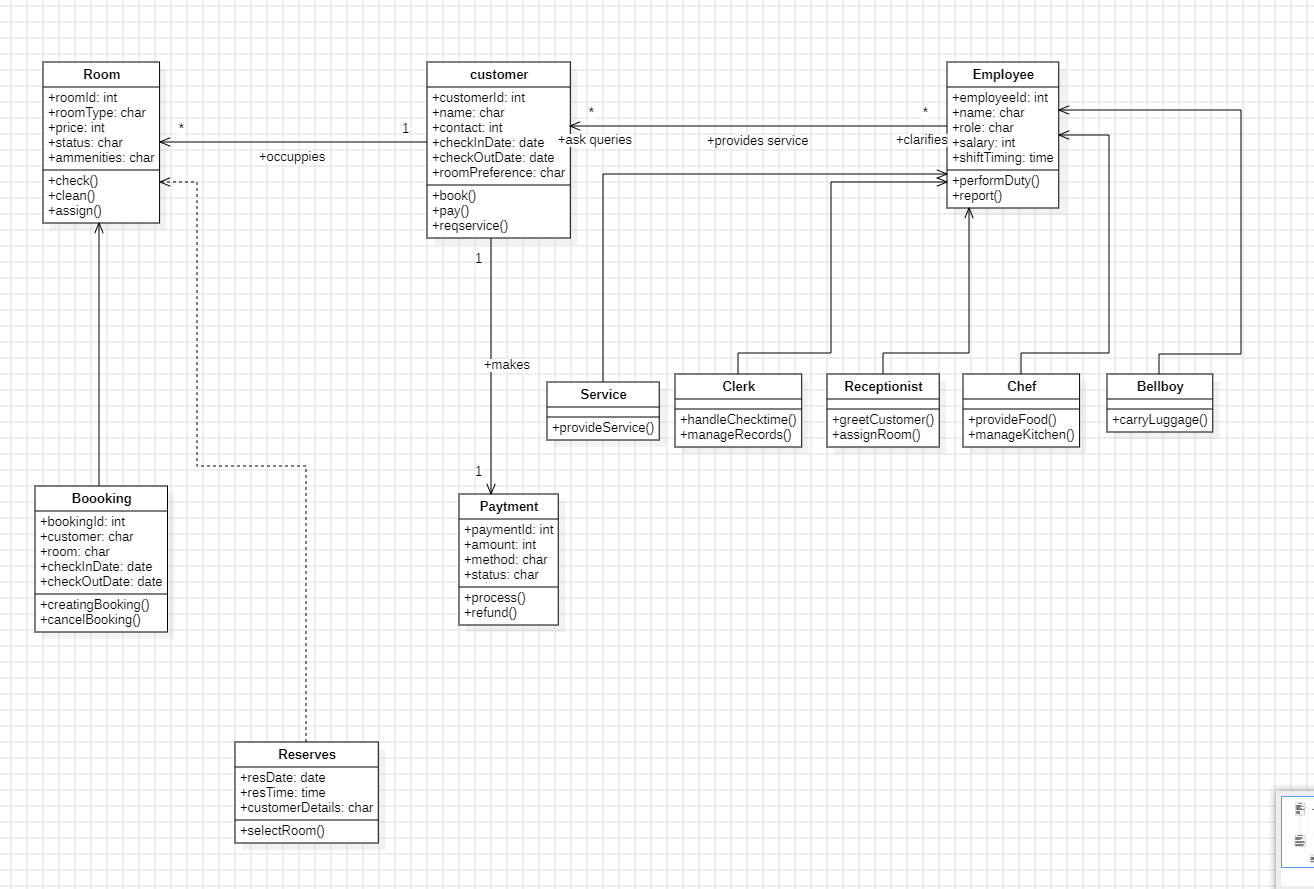 Room
+roomId: int
+roomType: char
+price: int
+status: char
+ammenities: char
+check()
+clean()
+assign()
*
1
+occuppies
customer
+customerId: int
+name: char
+contact: int
+checkInDate: date
+checkOutDate: date
+roomPreference: char
+book()
+pay()
+reqservice()
*
*
+ask queries
+provides service
+clarifies
Employee
+employeeId: int
+name: char
+role: char
+salary: int
+shiftTiming: time
+performDuty()
+report()
1
+makes
1
Service
+provideService()
Clerk
+handleChecktime()
+manageRecords()
Receptionist
+greetCustomer()
+assignRoom()
Chef
+provideFood()
+manageKitchen()
Bellboy
+carryLuggage()
Boooking
+bookingId: int
+customer: char
+room: char
+checkInDate: date
+checkOutDate: date
+creatingBooking()
+cancelBooking()
Paytment
+paymentId: int
+amount: int
+method: char
+status: char
+process()
+refund()
Reserves
+resDate: date
+resTime: time
+customerDetails: char
+selectRoom()